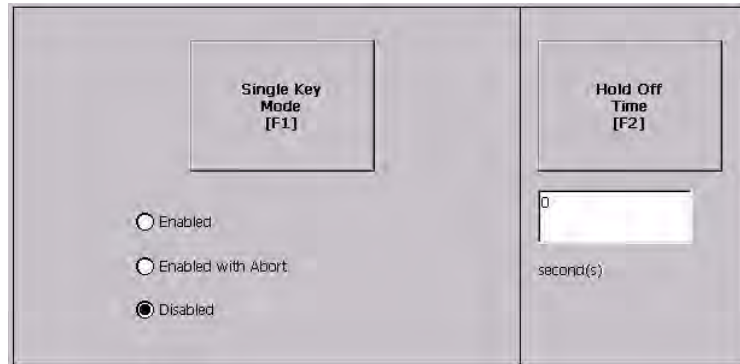 Single Key
Mode
[F1]
Enabled
Enabled with Abort
Disabled
Hold Off
Time
[F2]
0
second(s)